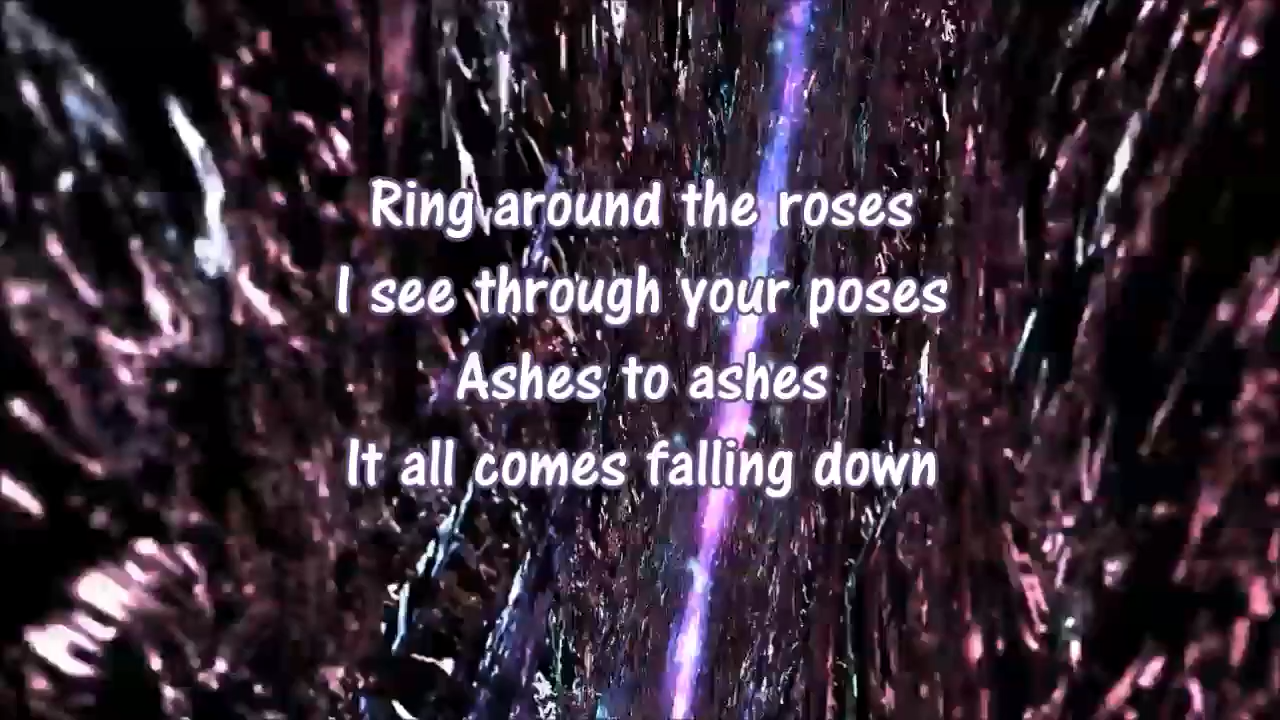 Ring around the roses
I see through your poses
Ashes to ashes
It all comes falling down